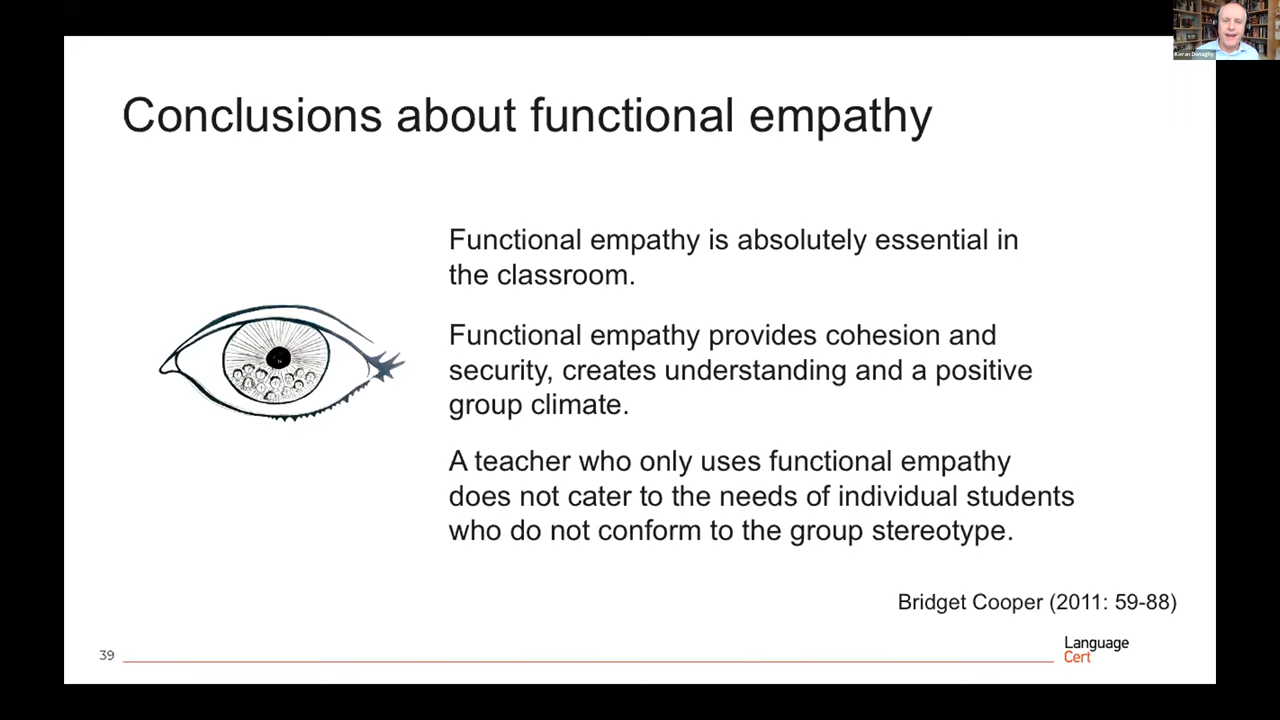 Kieran Donaghy
Conclusions about functional empathy
Functional empathy is absolutely essential in
the classroom.
Functional empathy provides cohesion and
security, creates understanding and a positive
group climate.
A teacher who only uses functional empathy
does not cater to the needs of individual students
who do not conform to the group stereotype.
Bridget Cooper (2011: 59-88)
39
Language
Cert